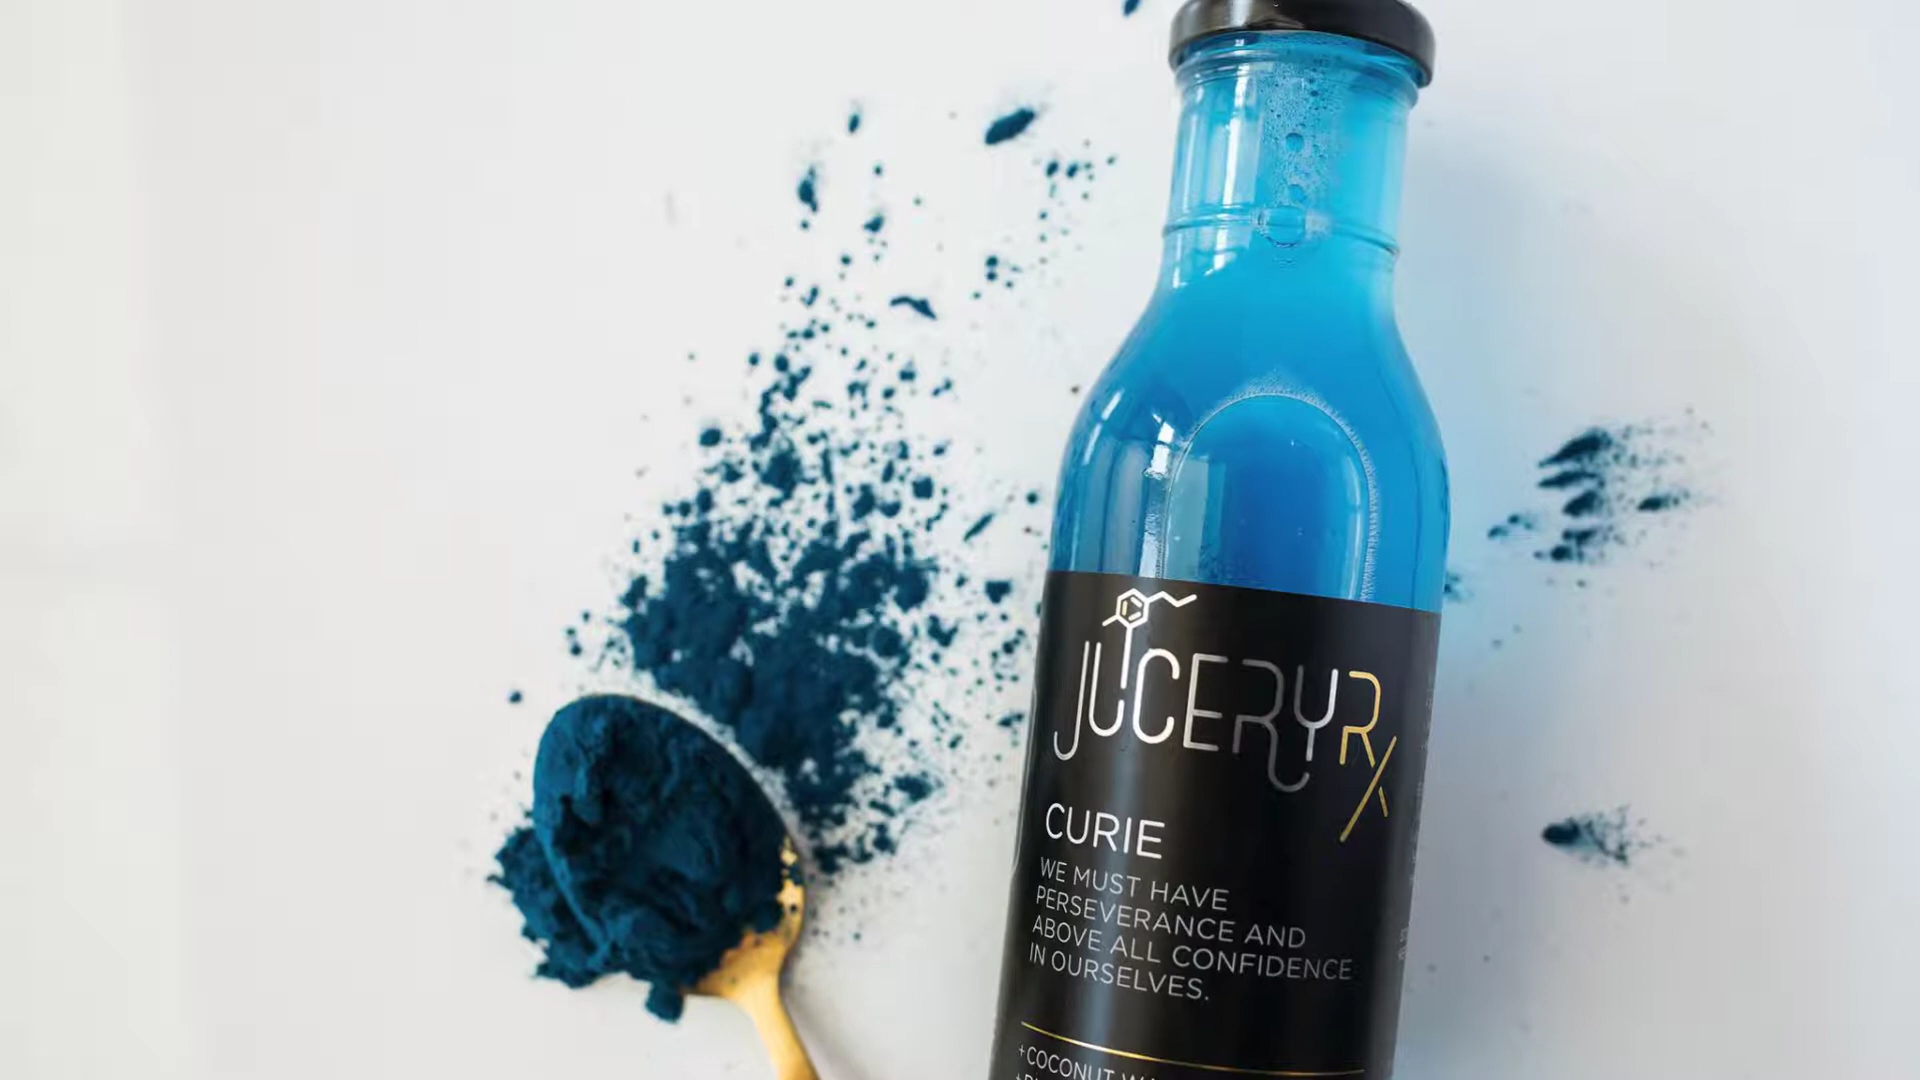 JUCERYRX
CURIE
WE MUST HAVE
PERSEVERANCE AND
ABOVE ALL CONFIDENCE
IN OURSELVES.
+COCONUT